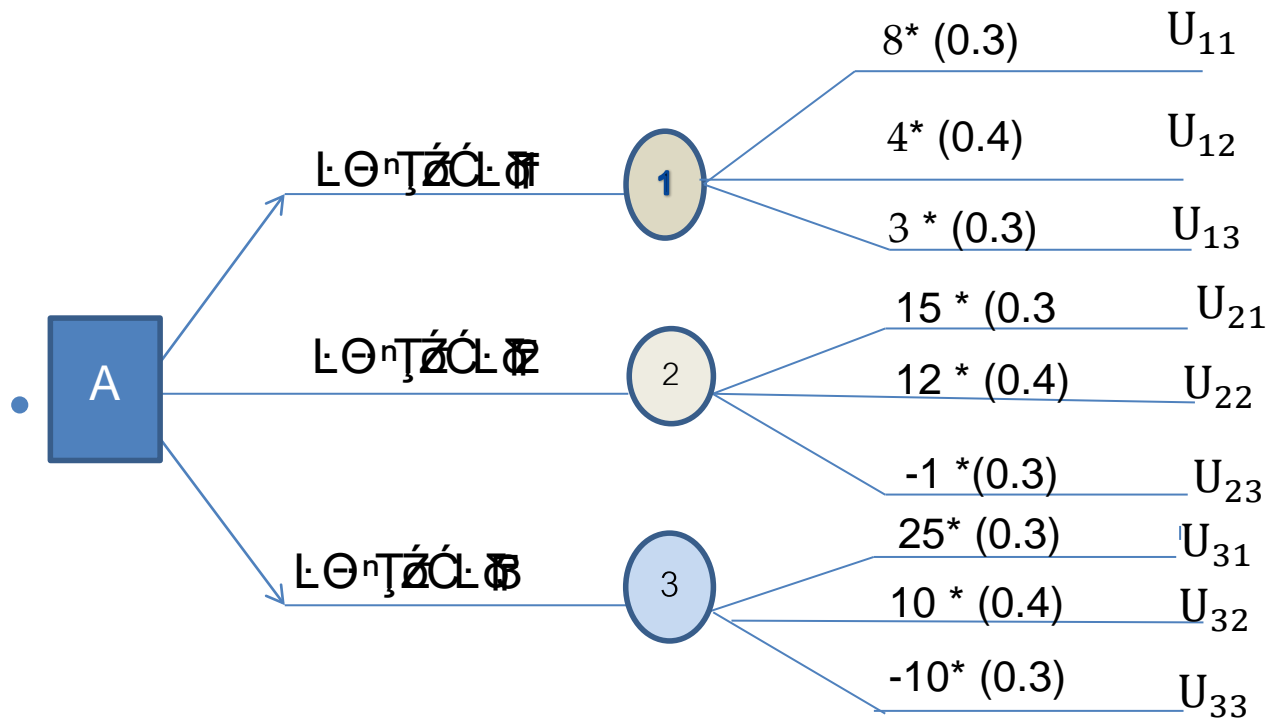 8* (0.3) U₁₁
4* (0.4) U₁₂
1
3 * (0.3) U₁₃
15 * (0.3 U₂₁
A
2
12 * (0.4) U₂₂
-1 *(0.3) U₂₃
25* (0.3) U₃₁
3
10 * (0.4) U₃₂
-10* (0.3) U₃₃